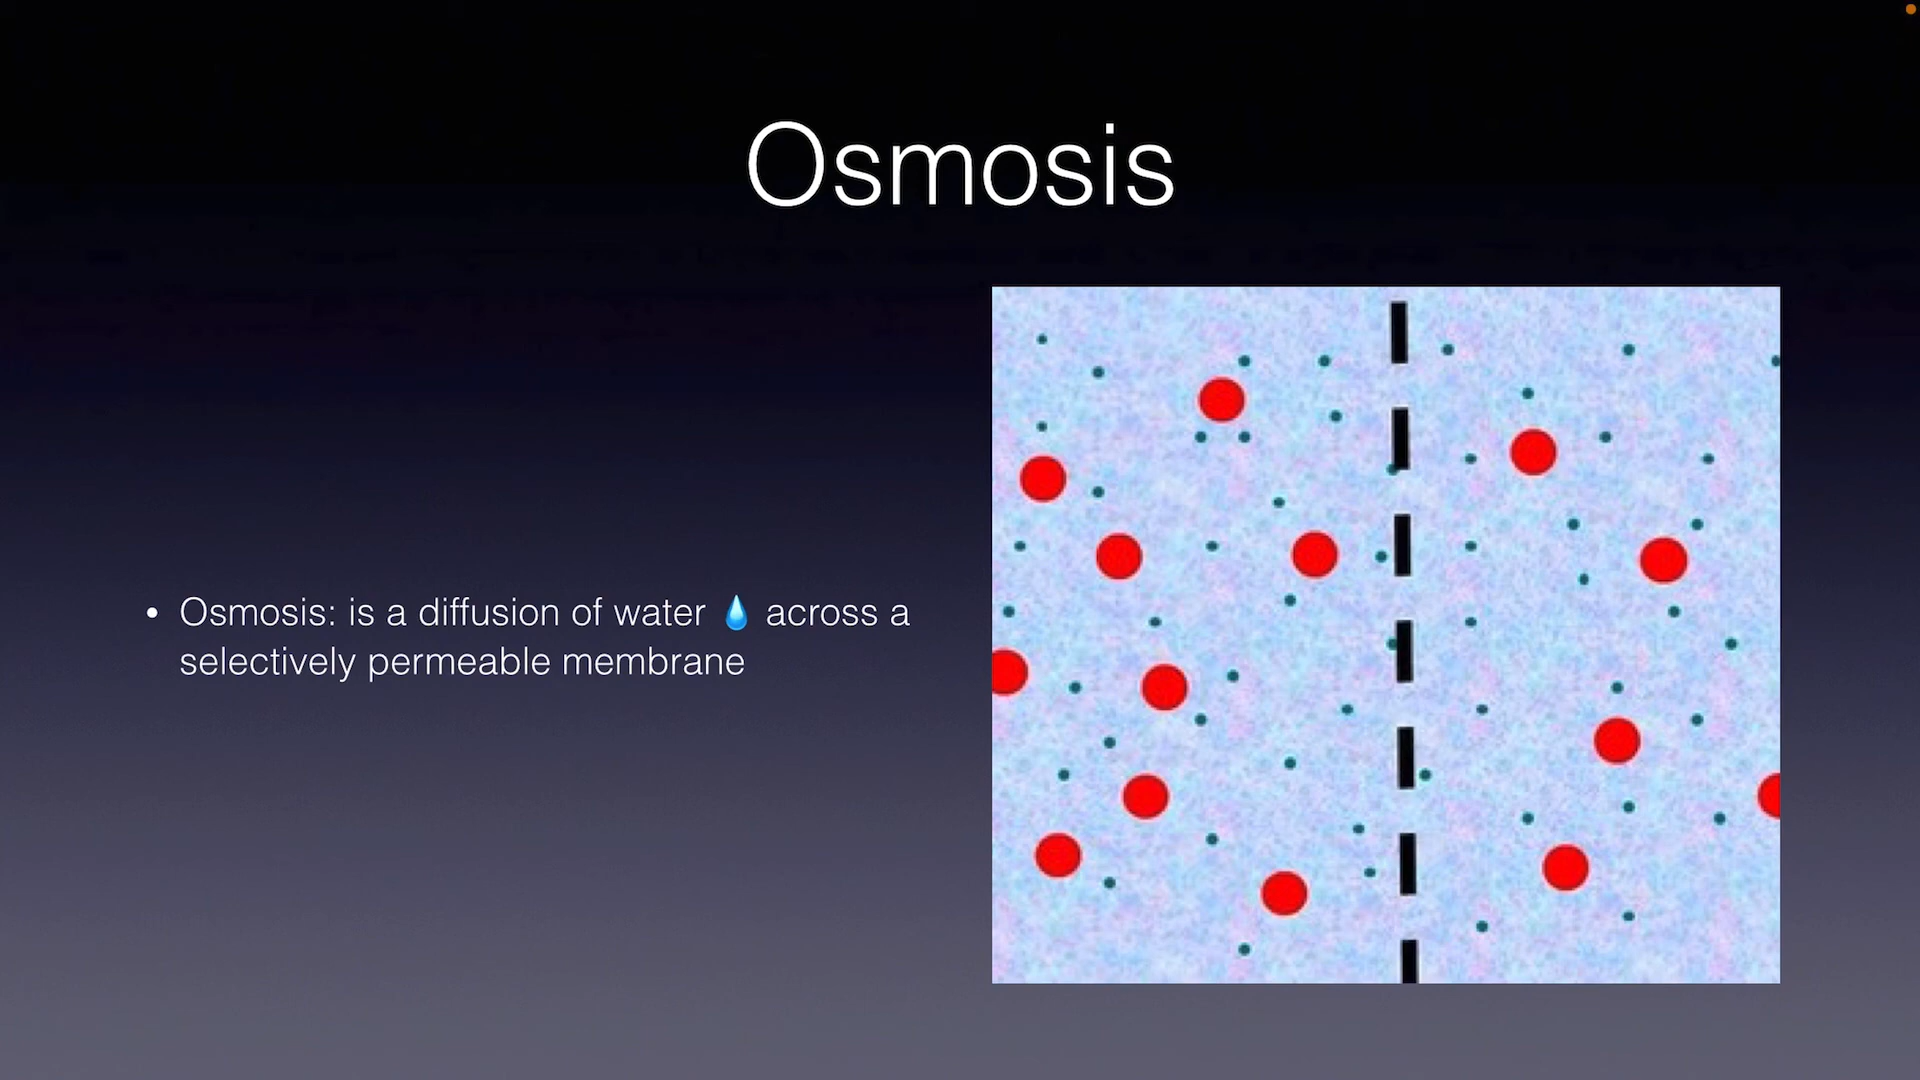 Osmosis
• Osmosis: is a diffusion of water 💧 across a
selectively permeable membrane